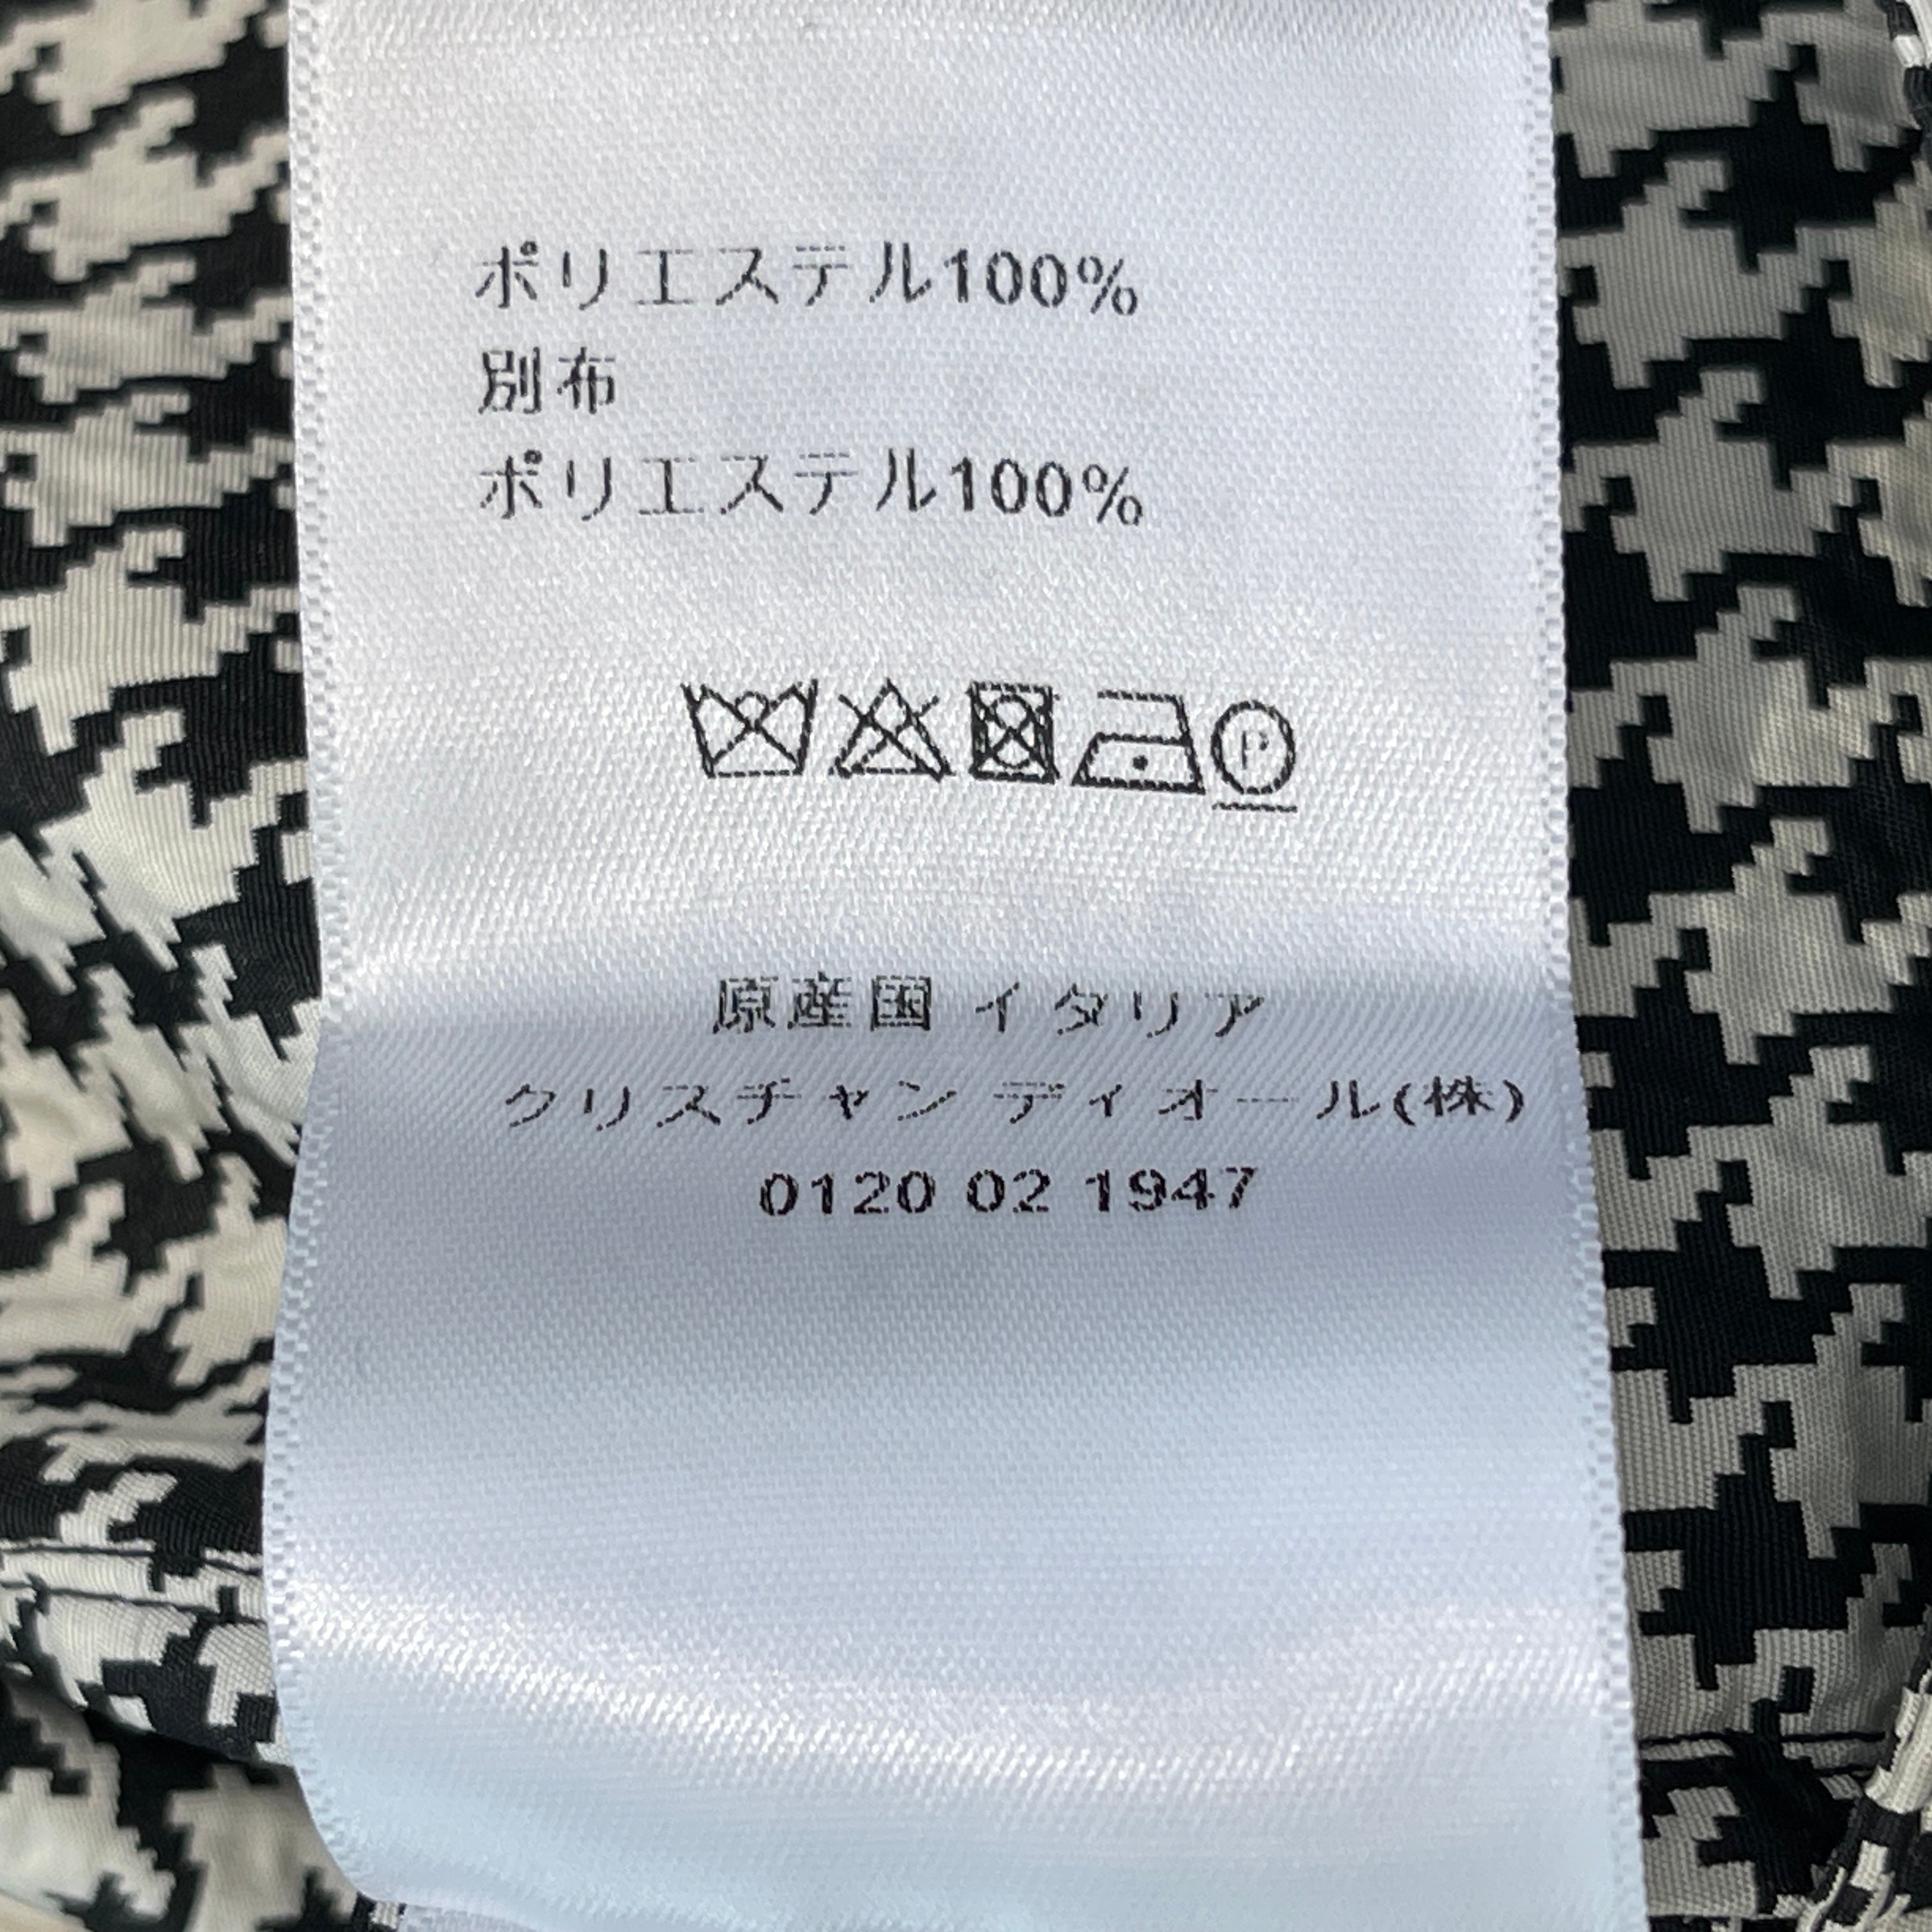 ポリエステル100%
別布
ポリエステル100%
P
原産国 イタリア
クリスチャン ディオール(株)
0120 02 1947